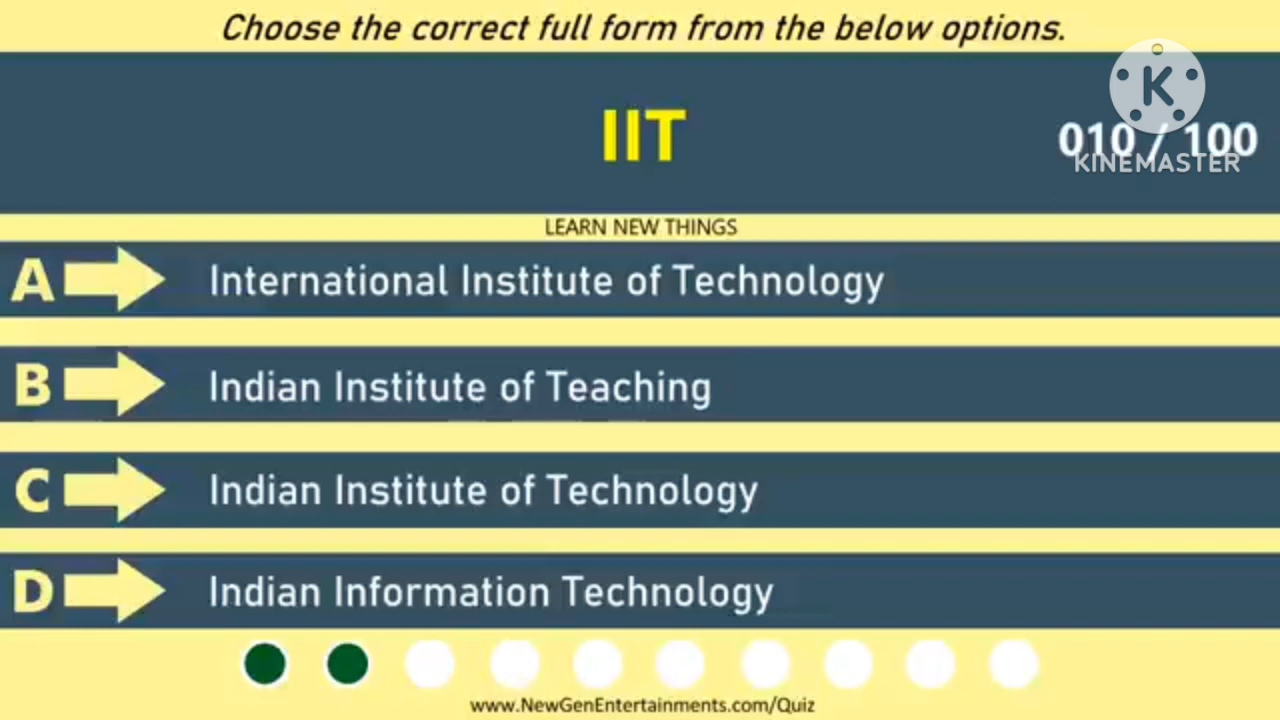 Choose the correct full form from the below options.
IIT
010 / 100
K
KINEMASTER
LEARN NEW THINGS
A International Institute of Technology
B Indian Institute of Teaching
C Indian Institute of Technology
D Indian Information Technology
www.NewGenEntertainments.com/Quiz